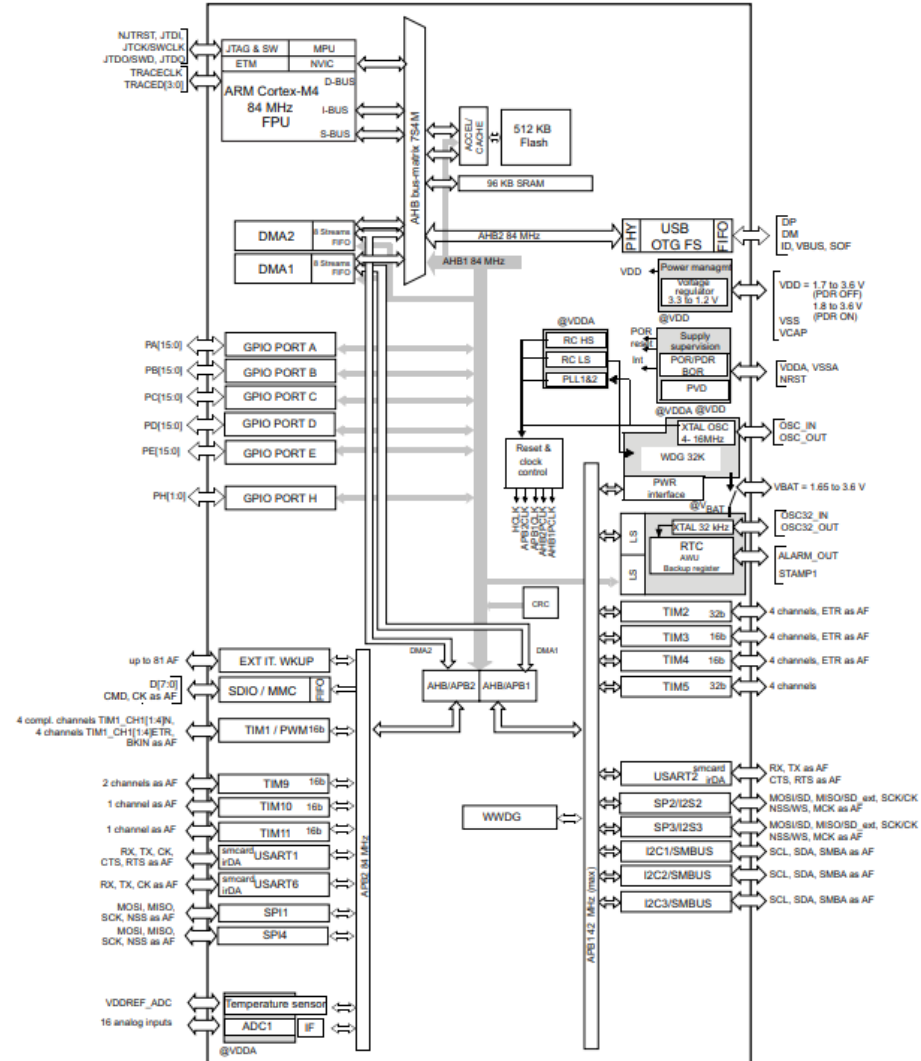 NJTRST, JTDI,
JTCK/SWCLK
JTDO/SWD, JTDO
TRACECLK
TRACED[3:0]
JTAG & SW
MPU
ETM
NVIC
D-BUS
ARM Cortex-M4
84 MHz
FPU
I-BUS
S-BUS
AHB bus-matrix 7S4M
ACCEL/
CACHE
512 KB
Flash
96 KB SRAM
DMA2
8 Streams
FIFO
DMA1
8 Streams
FIFO
AHB2 84 MHz
AHB1 84 MHz
PHY
USB
OTG FS
FIFO
DP
DM
ID, VBUS, SOF
VDD
Power managmt
Voltage
regulator
3.3 to 1.2 V
@VDD
VDD = 1.7 to 3.6 V
(PDR OFF)
1.8 to 3.6 V
(PDR ON)
VSS
VCAP
@VDDA
RC HS
RC LS
PLL1&2
POR
reset
Int
Supply
supervision
POR/PDR
BOR
PVD
VDDA, VSSA
NRST
@VDDA @VDD
PA[15:0]
GPIO PORT A
PB[15:0]
GPIO PORT B
PC[15:0]
GPIO PORT C
PD[15:0]
GPIO PORT D
PE[15:0]
GPIO PORT E
PH[1:0]
GPIO PORT H
XTAL OSC
4- 16MHz
OSC_IN
OSC_OUT
WDG 32K
Reset &
clock
control
PWR
interface
VBAT = 1.65 to 3.6 V
@VBAT
HCLK
APB2CLK
APB1CLK
AHB2PCLK
AHB1PCLK
LS
LS
XTAL 32 kHz
OSC32_IN
OSC32_OUT
RTC
AWU
Backup register
ALARM_OUT
STAMP1
CRC
TIM2
32b
4 channels, ETR as AF
TIM3
16b
4 channels, ETR as AF
TIM4
16b
4 channels, ETR as AF
TIM5
32b
4 channels
DMA2
DMA1
AHB/APB2
AHB/APB1
up to 81 AF
EXT IT. WKUP
D[7:0]
CMD, CK as AF
SDIO / MMC
FIFO
4 compl. channels TIM1_CH1[1:4]N,
4 channels TIM1_CH1[1:4]ETR,
BKIN as AF
TIM1 / PWM
16b
2 channels as AF
TIM9
16b
1 channel as AF
TIM10
16b
1 channel as AF
TIM11
16b
RX, TX, CK,
CTS, RTS as AF
smcard
irDA
USART1
RX, TX, CK as AF
smcard
irDA
USART6
MOSI, MISO,
SCK, NSS as AF
SPI1
MOSI, MISO,
SCK, NSS as AF
SPI4
VDDREF_ADC
Temperature sensor
16 analog inputs
ADC1
IF
@VDDA
APB2 84 MHz
WWDG
APB142 MHz (max)
smcard
irDA
USART2
RX, TX as AF
CTS, RTS as AF
SP2/I2S2
MOSI/SD, MISO/SD_ext, SCK/CK
NSS/WS, MCK as AF
SP3/I2S3
MOSI/SD, MISO/SD_ext, SCK/CK
NSS/WS, MCK as AF
I2C1/SMBUS
SCL, SDA, SMBA as AF
I2C2/SMBUS
SCL, SDA, SMBA as AF
I2C3/SMBUS
SCL, SDA, SMBA as AF